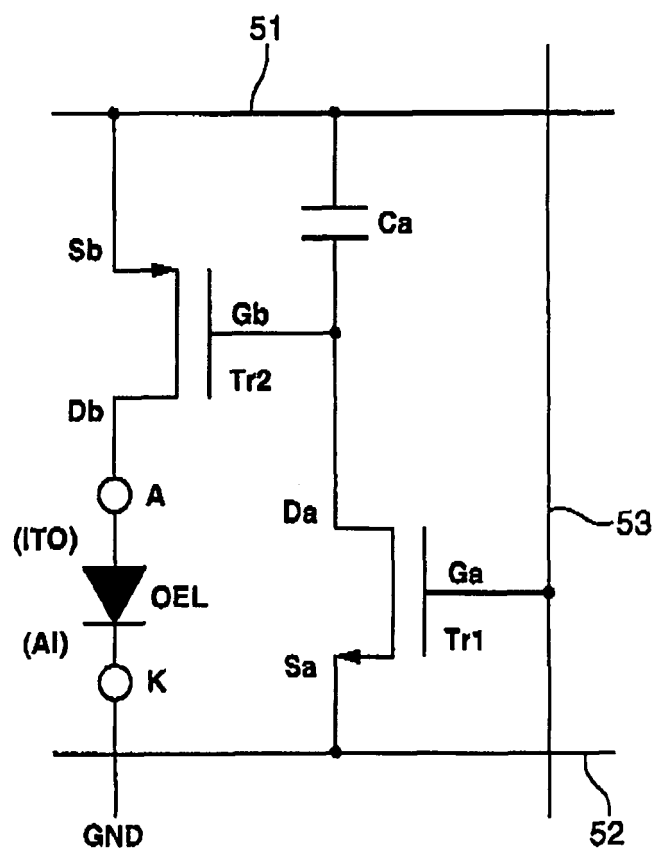 51
Ca
Sb
Gb
Tr2
Db
A
Da
(ITO)
53
OEL
Ga
(Al)
Tr1
Sa
K
GND
52